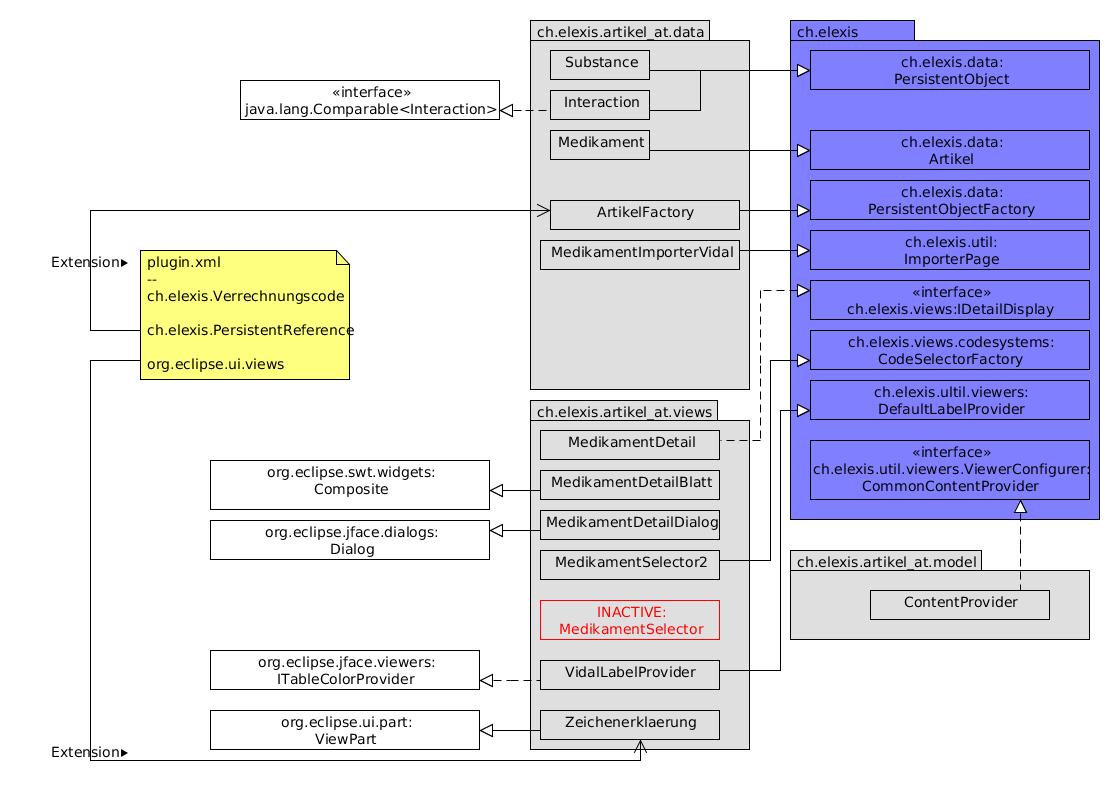 ch.elexis.artikel_at.data
Substance
Interaction
Medikament
ArtikelFactory
MedikamentImporterVidal
ch.elexis
ch.elexis.data:
PersistentObject
ch.elexis.data:
Artikel
ch.elexis.data:
PersistentObjectFactory
ch.elexis.util:
ImporterPage
«interface»
ch.elexis.views:IDetailDisplay
ch.elexis.views.codesystems:
CodeSelectorFactory
ch.elexis.ultil.viewers:
DefaultLabelProvider
«interface»
ch.elexis.util.viewers.ViewerConfigurer:
CommonContentProvider
«interface»
java.lang.Comparable<Interaction>
Extension▸
plugin.xml
--
ch.elexis.Verrechnungscode
ch.elexis.PersistentReference
org.eclipse.ui.views
ch.elexis.artikel_at.views
MedikamentDetail
MedikamentDetailBlatt
MedikamentDetailDialog
MedikamentSelector2
INACTIVE:
MedikamentSelector
VidalLabelProvider
Zeichenerklaerung
org.eclipse.swt.widgets:
Composite
org.eclipse.jface.dialogs:
Dialog
org.eclipse.jface.viewers:
ITableColorProvider
org.eclipse.ui.part:
ViewPart
ch.elexis.artikel_at.model
ContentProvider
Extension▸